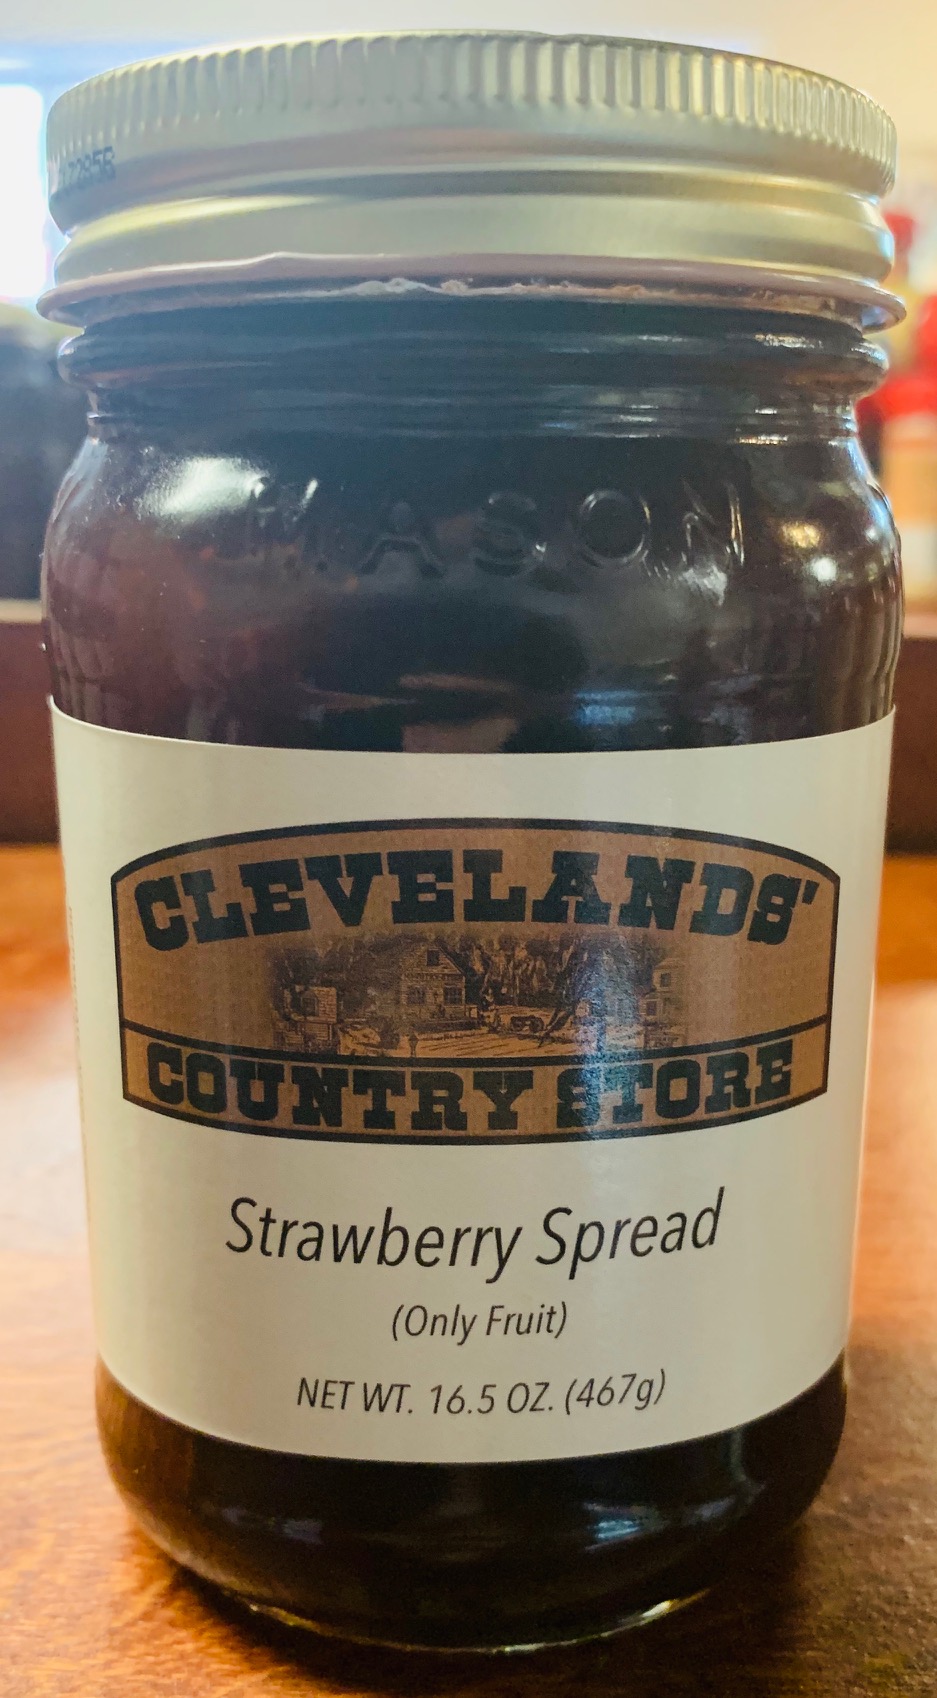 MASON
CLEVELANDS'
COUNTRY STORE
Strawberry Spread
(Only Fruit)
NET WT. 16.5 OZ. (467g)